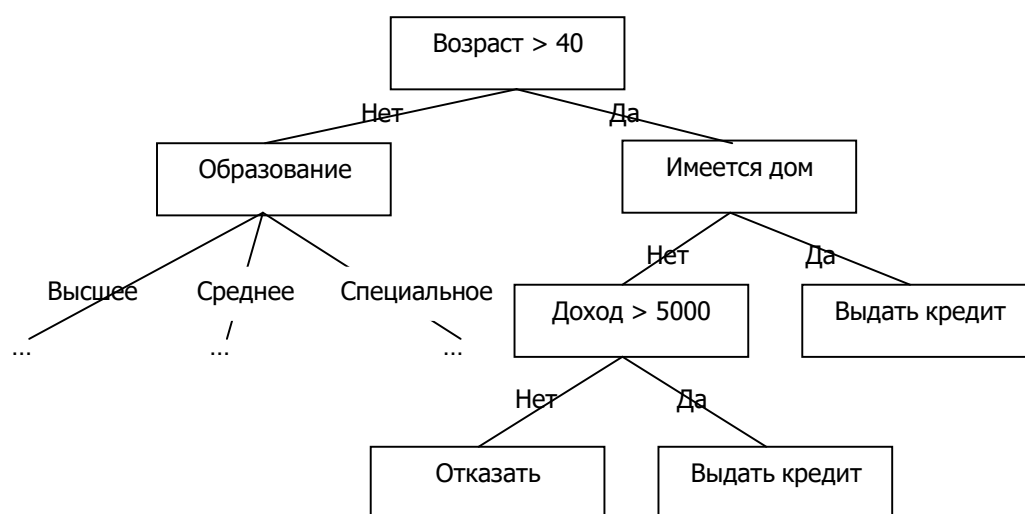 Возраст > 40
Нет
Да
Образование
Имеется дом
Высшее
Среднее
Специальное
Нет
Да
...
...
...
Доход > 5000
Выдать кредит
Нет
Да
Отказать
Выдать кредит